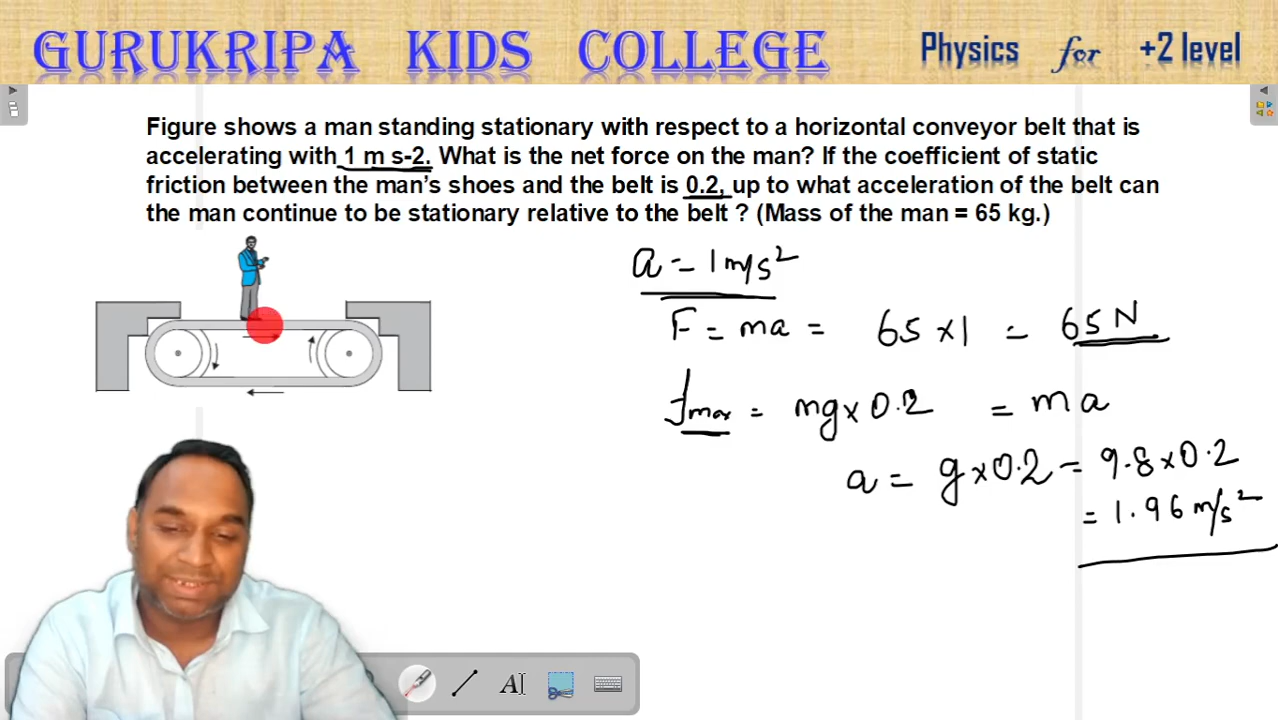 GURUKRIPA KIDS COLLEGE
Physics for +2 level
Figure shows a man standing stationary with respect to a horizontal conveyor belt that is
accelerating with 1 m s-2. What is the net force on the man? If the coefficient of static
friction between the man’s shoes and the belt is 0.2, up to what acceleration of the belt can
the man continue to be stationary relative to the belt ? (Mass of the man = 65 kg.)
a = 1 m/s²
F = ma = 65 × 1 = 65 N
fmax = mg × 0.2 = ma
a = g × 0.2 = 9.8 × 0.2
= 1.96 m/s²
A